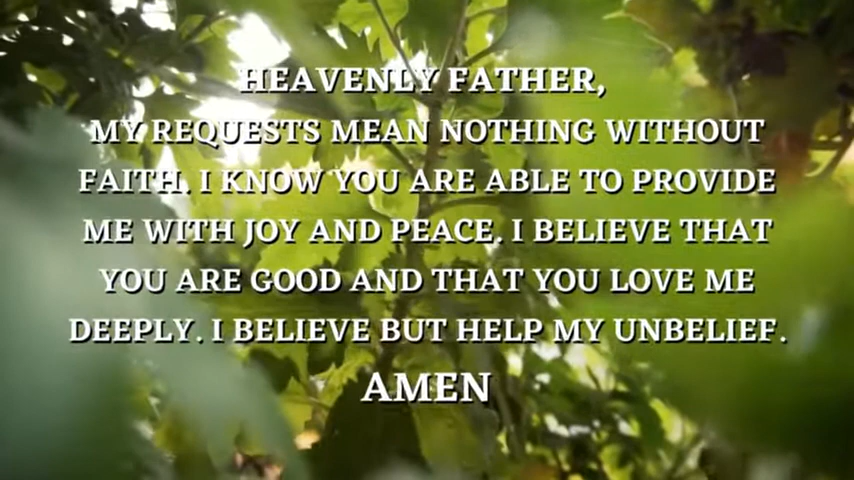 HEAVENLY FATHER,
MY REQUESTS MEAN NOTHING WITHOUT
FAITH. I KNOW YOU ARE ABLE TO PROVIDE
ME WITH JOY AND PEACE. I BELIEVE THAT
YOU ARE GOOD AND THAT YOU LOVE ME
DEEPLY. I BELIEVE BUT HELP MY UNBELIEF.
AMEN